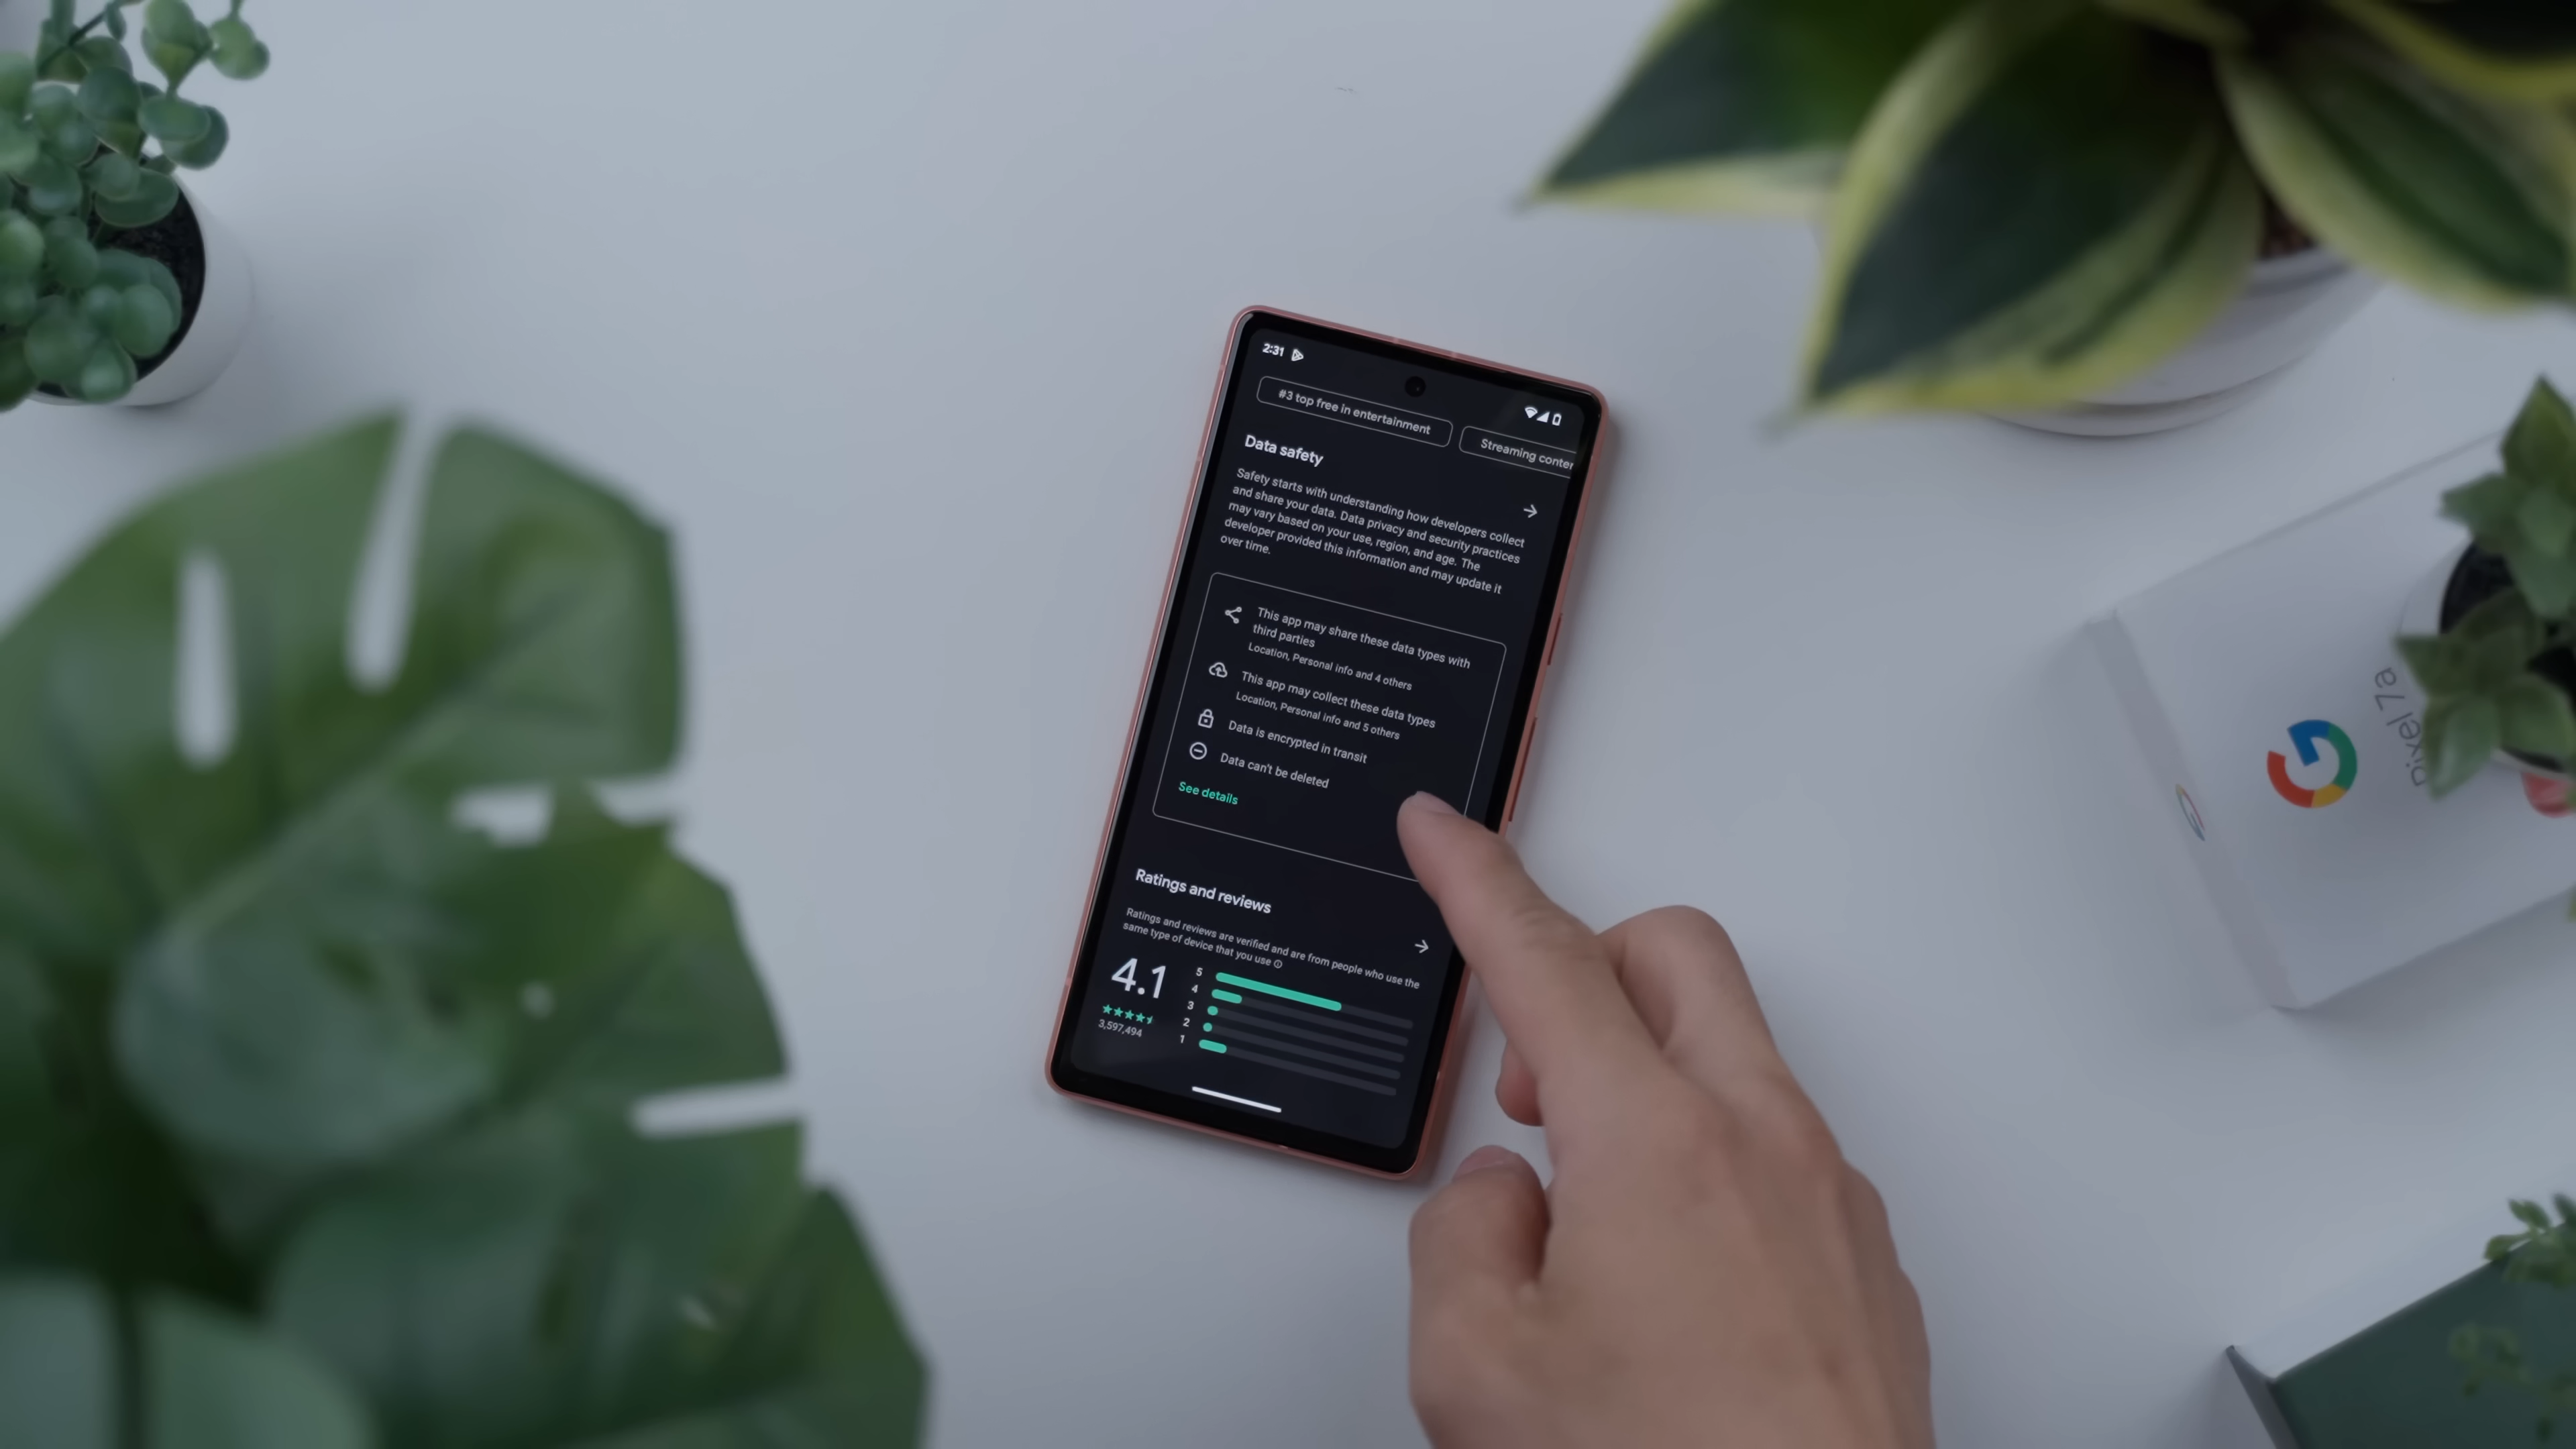 2:31
#3 top free in entertainment
Streaming conter
Data safety
Safety starts with understanding how developers collect
and share your data. Data privacy and security practices
may vary based on your use, region, and age. The
developer provided this information and may update it
over time.
This app may share these data types with
third parties
Location, Personal info and 4 others
This app may collect these data types
Location, Personal info and 5 others
Data is encrypted in transit
Data can't be deleted
See details
Ratings and reviews
Ratings and reviews are verified and are from people who use the
same type of device that you use
4.1
3,597,494
5
4
3
2
1
G
Pixel 7a
G